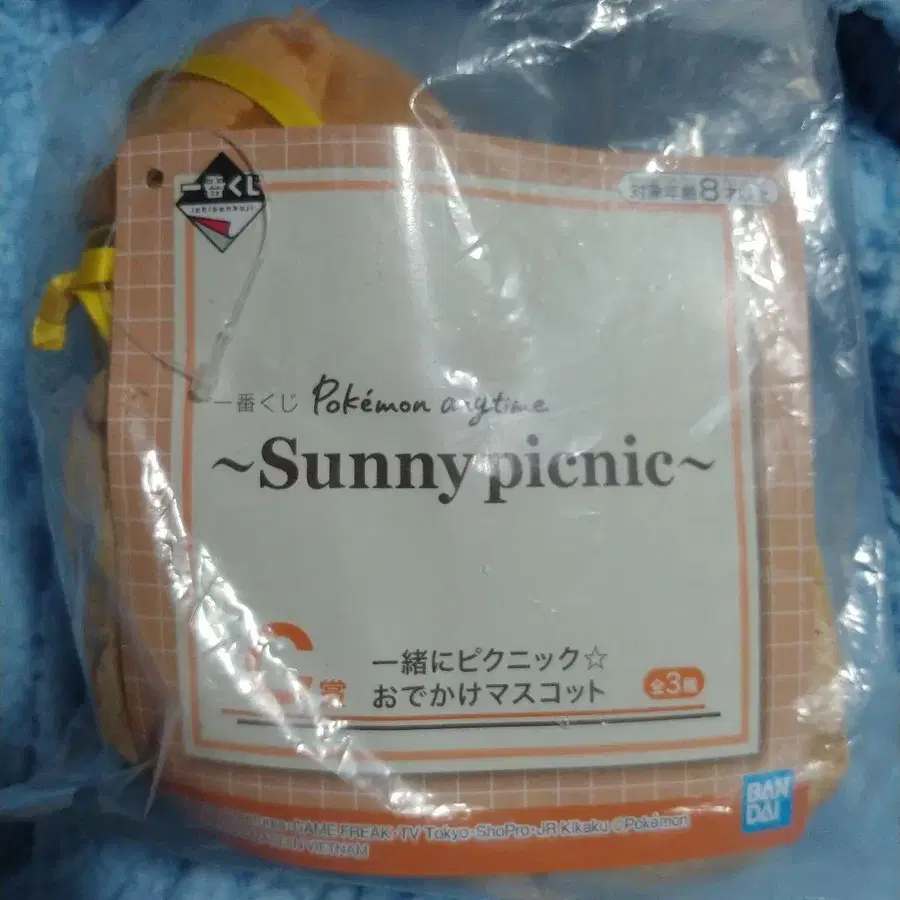 一番くじ
ichibankuji
対象年齢8才以上
一番くじ Pokémon anytime
~Sunny picnic~
賞
一緒にピクニック☆
おでかけマスコット
全3種
BAN
DAI
GAME FREAK・TV Tokyo・ShoPro・JR Kikaku ©Pokémon
VIETNAM